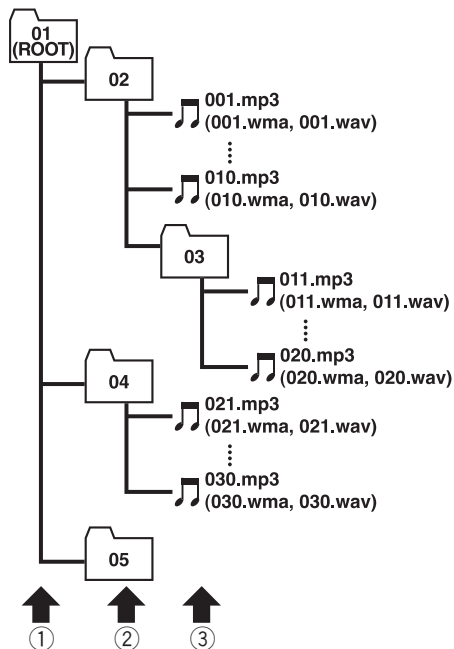 01
(ROOT)
02
001.mp3
(001.wma, 001.wav)
010.mp3
(010.wma, 010.wav)
03
011.mp3
(011.wma, 011.wav)
020.mp3
(020.wma, 020.wav)
04
021.mp3
(021.wma, 021.wav)
030.mp3
(030.wma, 030.wav)
05
① ② ③